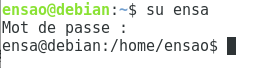 ensao@debian:~$ su ensa
Mot de passe :
ensa@debian:/home/ensao$